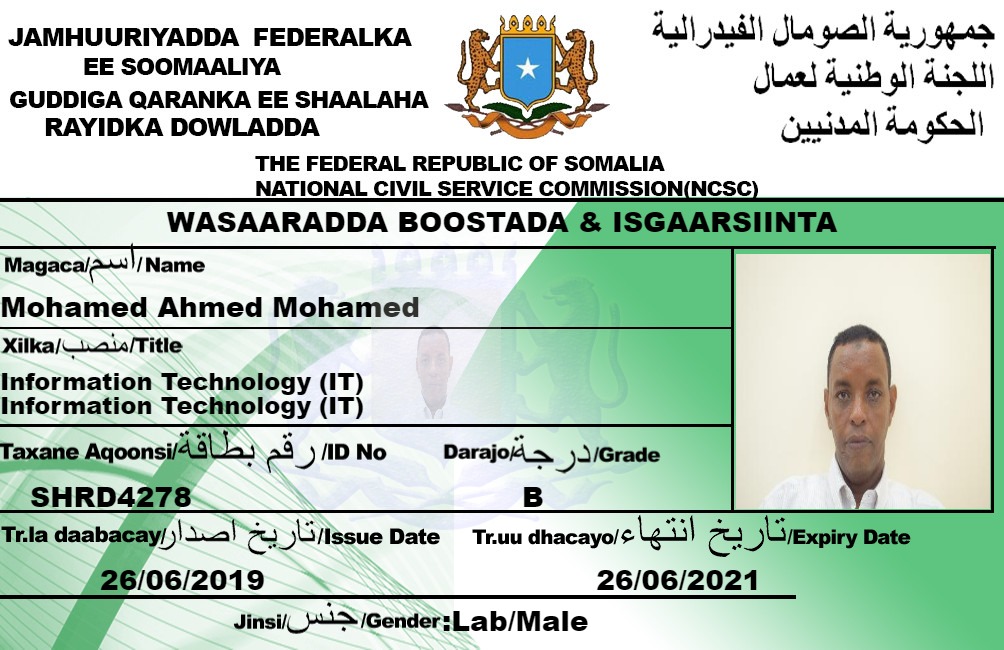 JAMHUURIYADDA FEDERALKA
EE SOOMAALIYA
GUDDIGA QARANKA EE SHAALAHA
RAYIDKA DOWLADDA
جمهورية الصومال الفيدرالية
اللجنة الوطنية لعمال
الحكومة المدنيين
THE FEDERAL REPUBLIC OF SOMALIA
NATIONAL CIVIL SERVICE COMMISSION(NCSC)
WASAARADDA BOOSTADA & ISGAARSIINTA
Magaca/اسم/Name
Mohamed Ahmed Mohamed
Xilka/منصب/Title
Information Technology (IT)
Information Technology (IT)
Taxane Aqoonsi/رقم بطاقة/ID No
Darajo/درجة/Grade
SHRD4278
B
Tr.la daabacay/تاريخ اصدار/Issue Date
Tr.uu dhacayo/تاريخ انتهاء/Expiry Date
26/06/2019
26/06/2021
Jinsi/جنس/Gender:Lab/Male